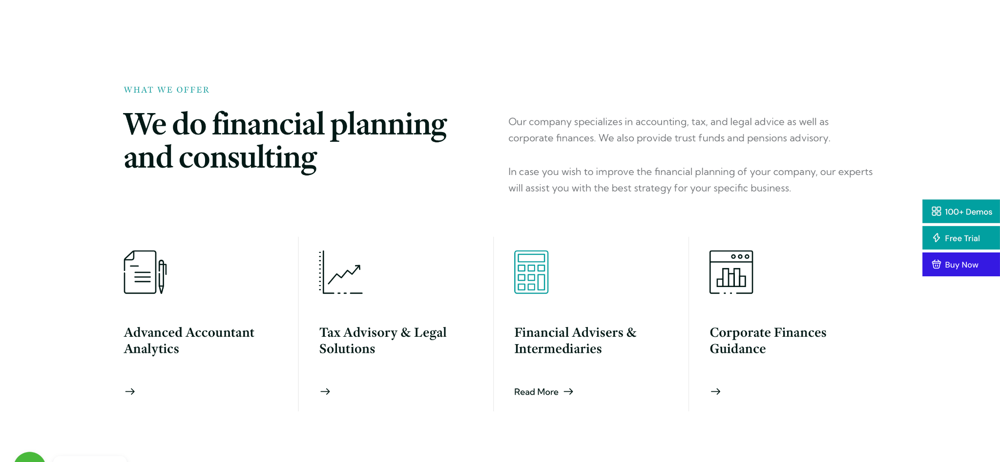 WHAT WE OFFER
We do financial planning
and consulting
Our company specializes in accounting, tax, and legal advice as well as
corporate finances. We also provide trust funds and pensions advisory.
In case you wish to improve the financial planning of your company, our experts
will assist you with the best strategy for your specific business.
100+ Demos
Free Trial
Buy Now
Advanced Accountant
Analytics
Tax Advisory & Legal
Solutions
Financial Advisers &
Intermediaries
Read More
Corporate Finances
Guidance